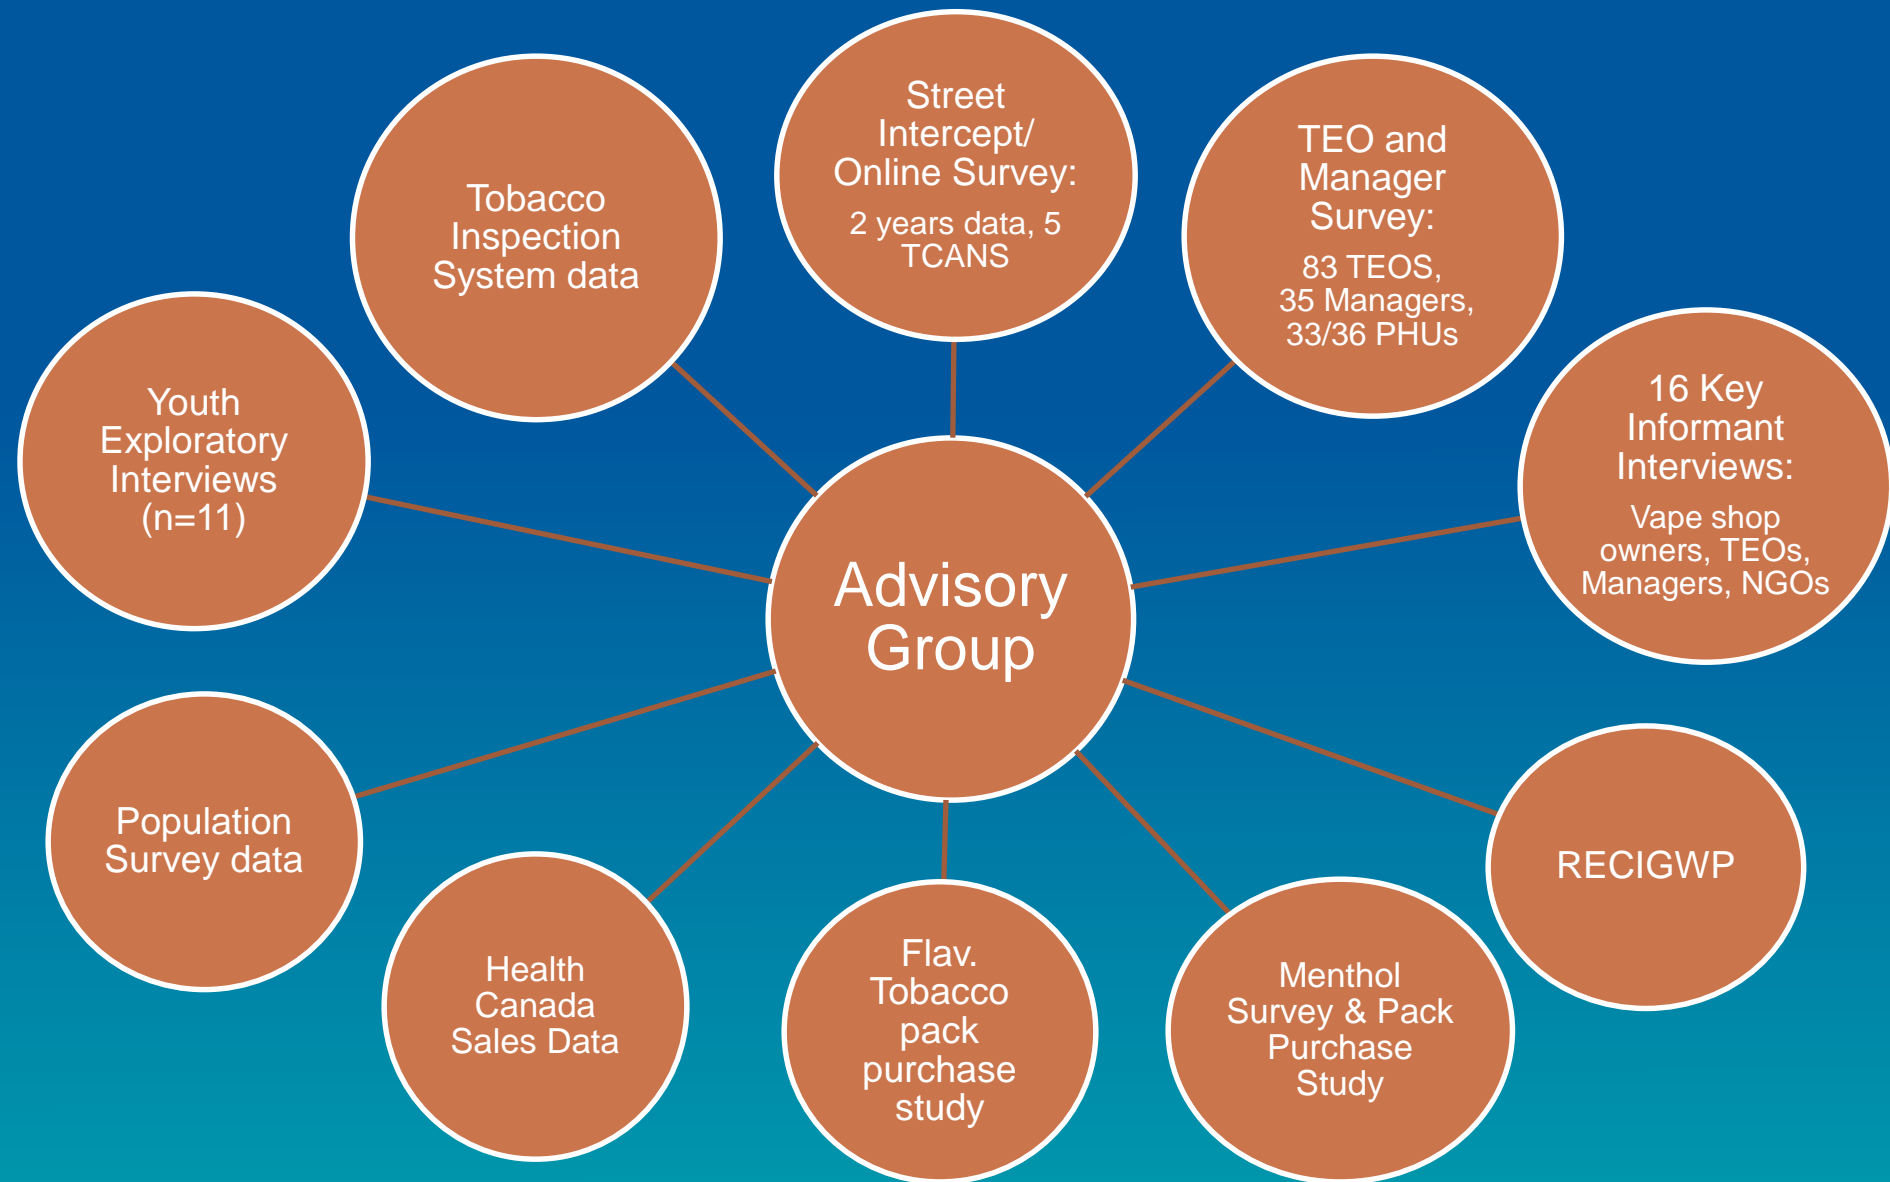 Street
Intercept/
Online Survey:
2 years data, 5
TCANS
TEO and
Manager
Survey:
83 TEOS,
35 Managers,
33/36 PHUs
16 Key
Informant
Interviews:
Vape shop
owners, TEOs,
Managers, NGOs
RECIGWP
Menthol
Survey & Pack
Purchase
Study
Flav.
Tobacco
pack
purchase
study
Health
Canada
Sales Data
Population
Survey data
Youth
Exploratory
Interviews
(n=11)
Tobacco
Inspection
System data
Advisory
Group